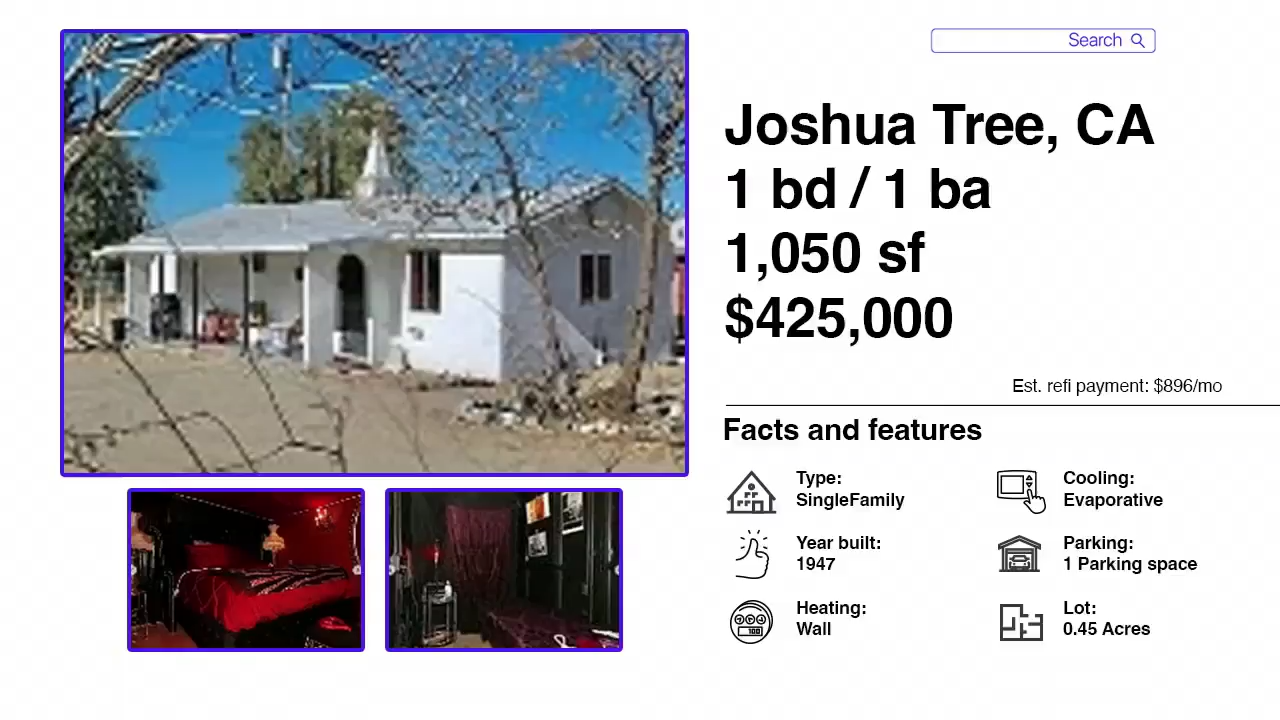 Search
Joshua Tree, CA
1 bd / 1 ba
1,050 sf
$425,000
Est. refi payment: $896/mo
Facts and features
Type:
SingleFamily
Cooling:
Evaporative
Year built:
1947
Parking:
1 Parking space
Heating:
Wall
Lot:
0.45 Acres
100